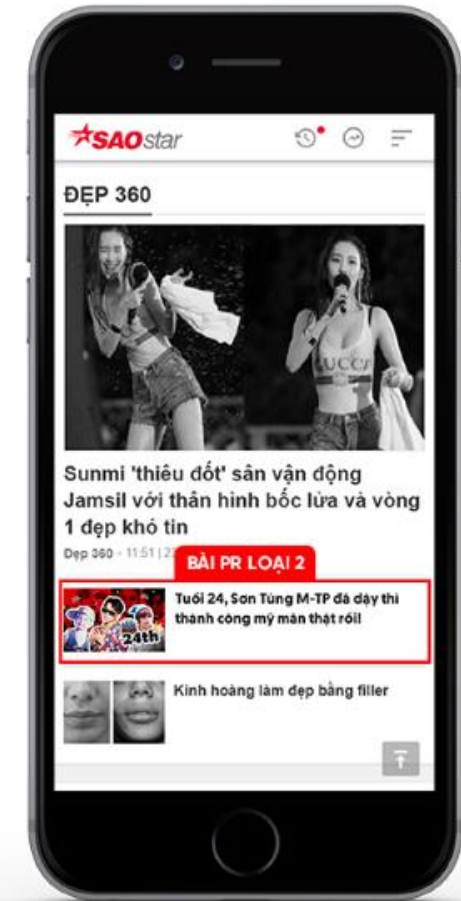 SAOstar
ĐẸP 360
GUCCI
Sunmi 'thiêu đốt' sân vận động
Jamsil với thân hình bốc lửa và vòng
1 đẹp khó tin
Đẹp 360 - 11:51 |
BÀI PR LOẠI 2
Tuổi 24, Sơn Tùng M-TP đã dậy thì
thành công mỹ mãn thật rồi!
24th
Kinh hoàng làm đẹp bằng filler